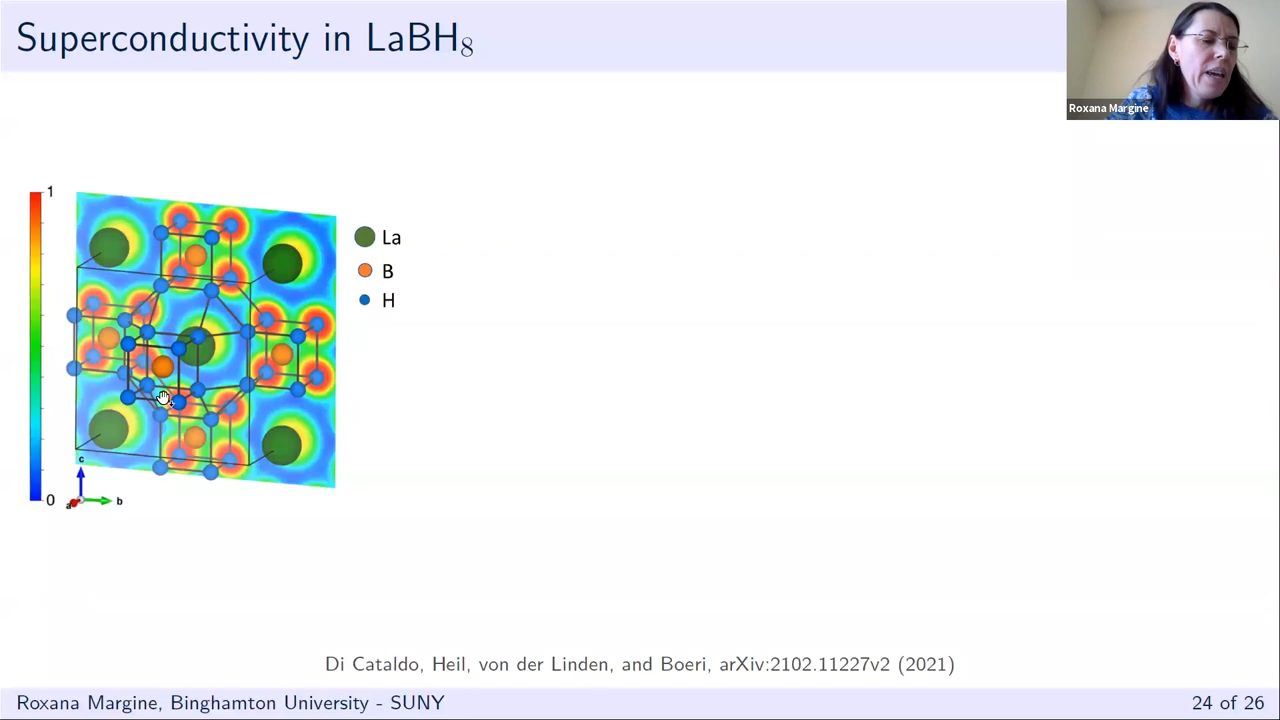 Superconductivity in LaBH₈
Roxana Margine
1
La
B
H
c
0
a
b
Di Cataldo, Heil, von der Linden, and Boeri, arXiv:2102.11227v2 (2021)
Roxana Margine, Binghamton University - SUNY
24 of 26